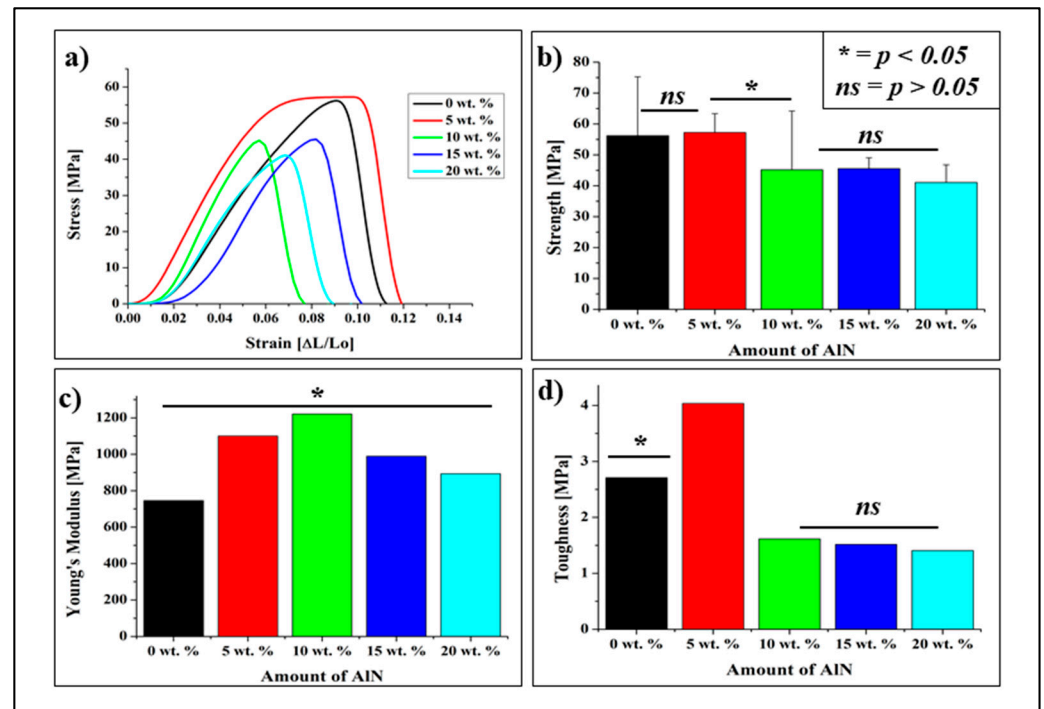 a)
Stress [MPa]
60
50
40
30
20
10
0
0.00 0.02 0.04 0.06 0.08 0.10 0.12 0.14
Strain [ΔL/Lo]
0 wt. %
5 wt. %
10 wt. %
15 wt. %
20 wt. %
b)
* = p < 0.05
ns = p > 0.05
Strength [MPa]
80
70
60
50
40
30
20
10
0
ns
*
ns
0 wt. % 5 wt. % 10 wt. % 15 wt. % 20 wt. %
Amount of AlN
c)
*
Young's Modulus [MPa]
1200
1000
800
600
400
200
0
0 wt. % 5 wt. % 10 wt. % 15 wt. % 20 wt. %
Amount of AlN
d)
Toughness [MPa]
4
3
2
1
0
*
ns
0 wt. % 5 wt. % 10 wt. % 15 wt. % 20 wt. %
Amount of AlN